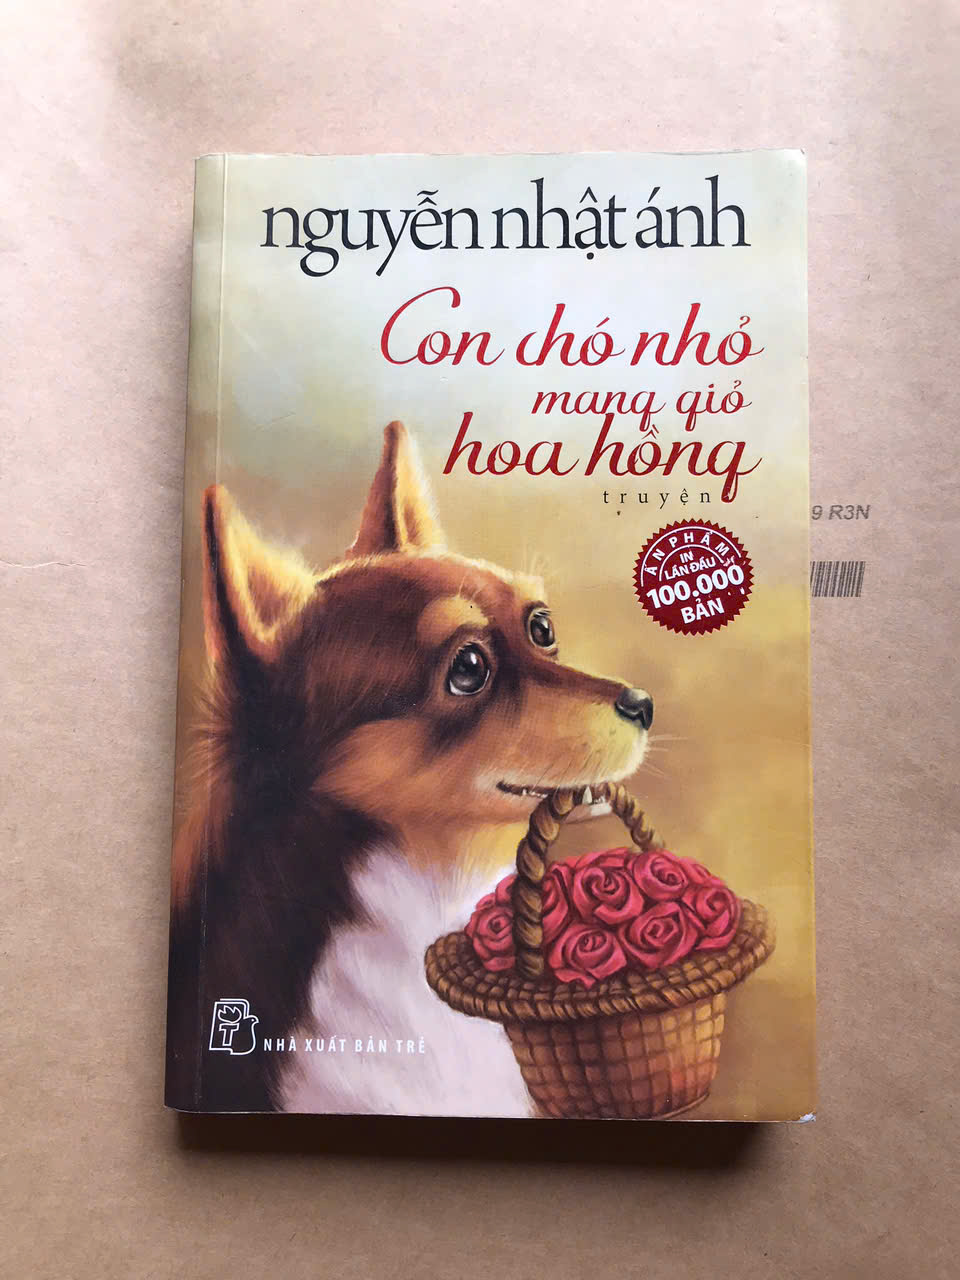 nguyễn nhật ánh
Con chó nhỏ
mang giỏ
hoa hồng
truyện
9 R3N
ẤN PHẨM
IN
LẦN ĐẦU
100.000
BẢN
T
NHÀ XUẤT BẢN TRẺ